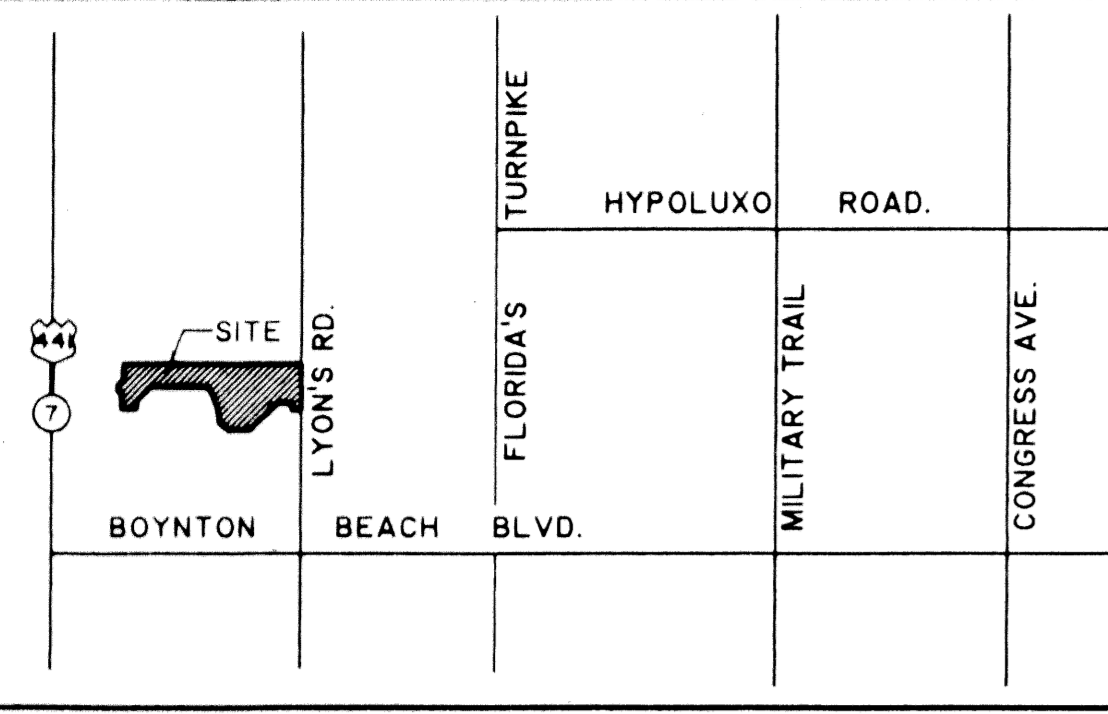 TURNPIKE
HYPOLUXO ROAD.
441
SITE
7
LYON'S RD.
FLORIDA'S
MILITARY TRAIL
CONGRESS AVE.
BOYNTON BEACH BLVD.